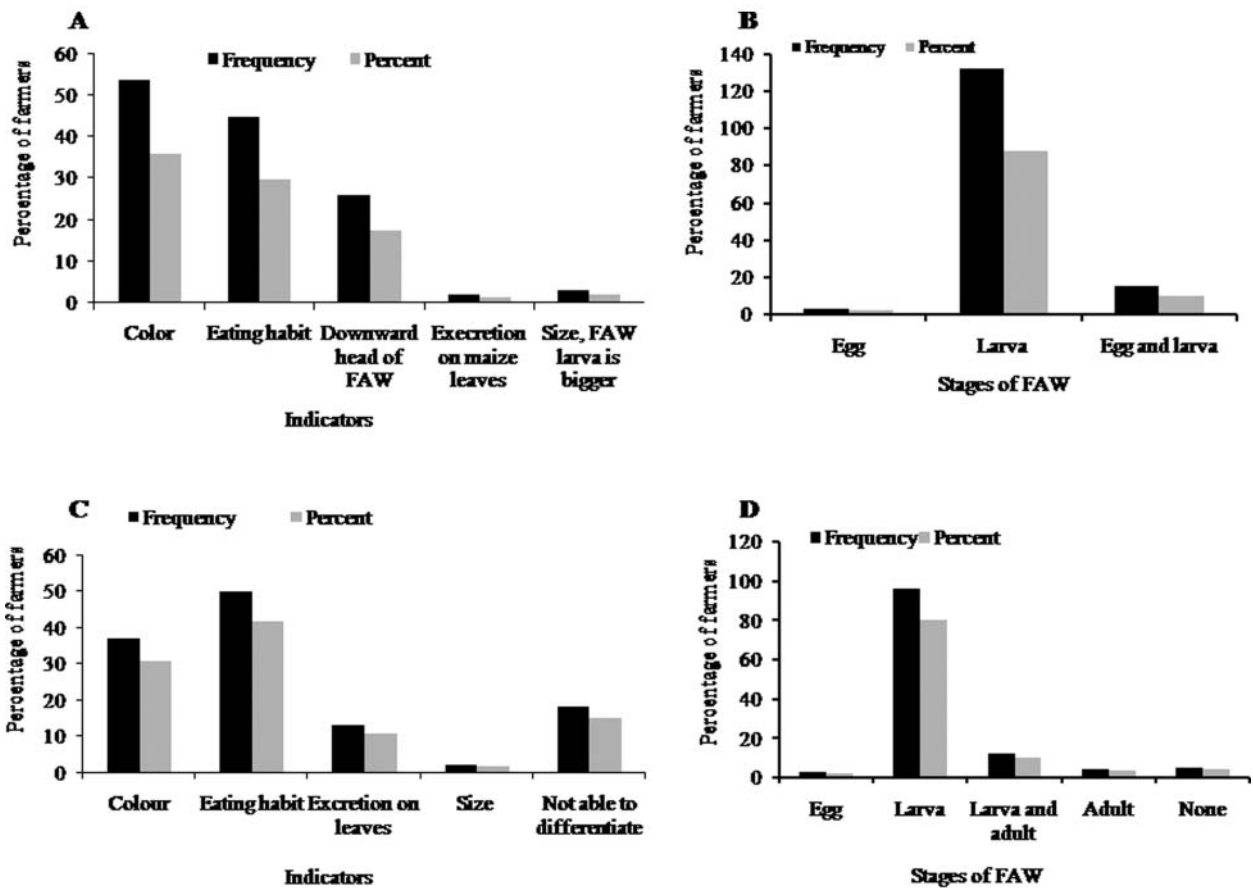 A
Frequency Percent
Percentage of farmers
60
50
40
30
20
10
0
Color Eating habit Downward Execretion Size, FAW
head of on maize larva is
FAW leaves bigger
Indicators
B
Frequency Percent
Percentage of farmers
140
120
100
80
60
40
20
0
Egg Larva Egg and larva
Stages of FAW
C
Frequency Percent
Percentage of farmers
60
50
40
30
20
10
0
Colour Eating habit Excretion on Size Not able to
leaves differentiate
Indicators
D
Frequency Percent
Percentage of farmers
120
100
80
60
40
20
0
Egg Larva Larva and Adult None
adult
Stages of FAW